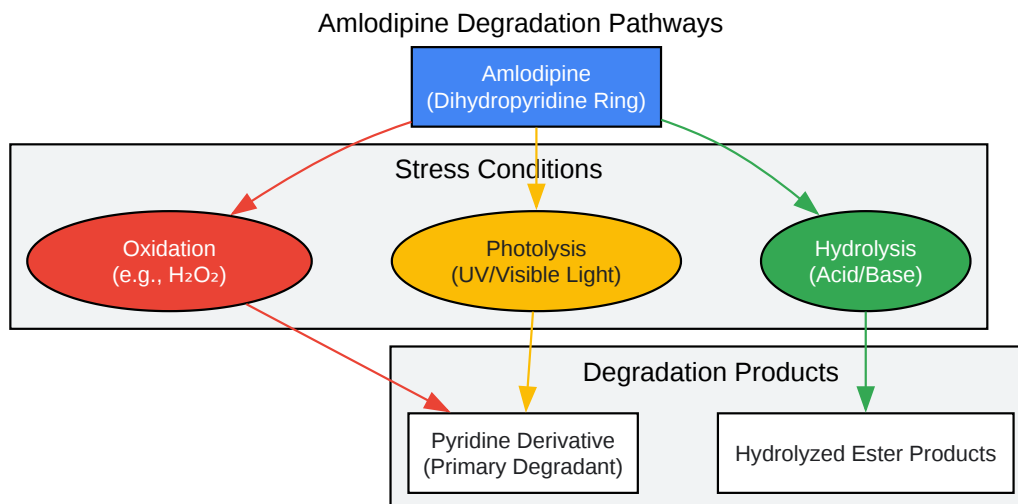 Amlodipine Degradation Pathways
Amlodipine
(Dihydropyridine Ring)
Stress Conditions
Oxidation
(e.g., H₂O₂)
Photolysis
(UV/Visible Light)
Hydrolysis
(Acid/Base)
Degradation Products
Pyridine Derivative
(Primary Degradant)
Hydrolyzed Ester Products